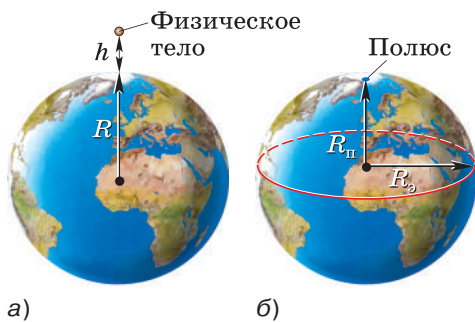 Физическое
тело
h
R
а)
Полюс
Rп
Rэ
б)